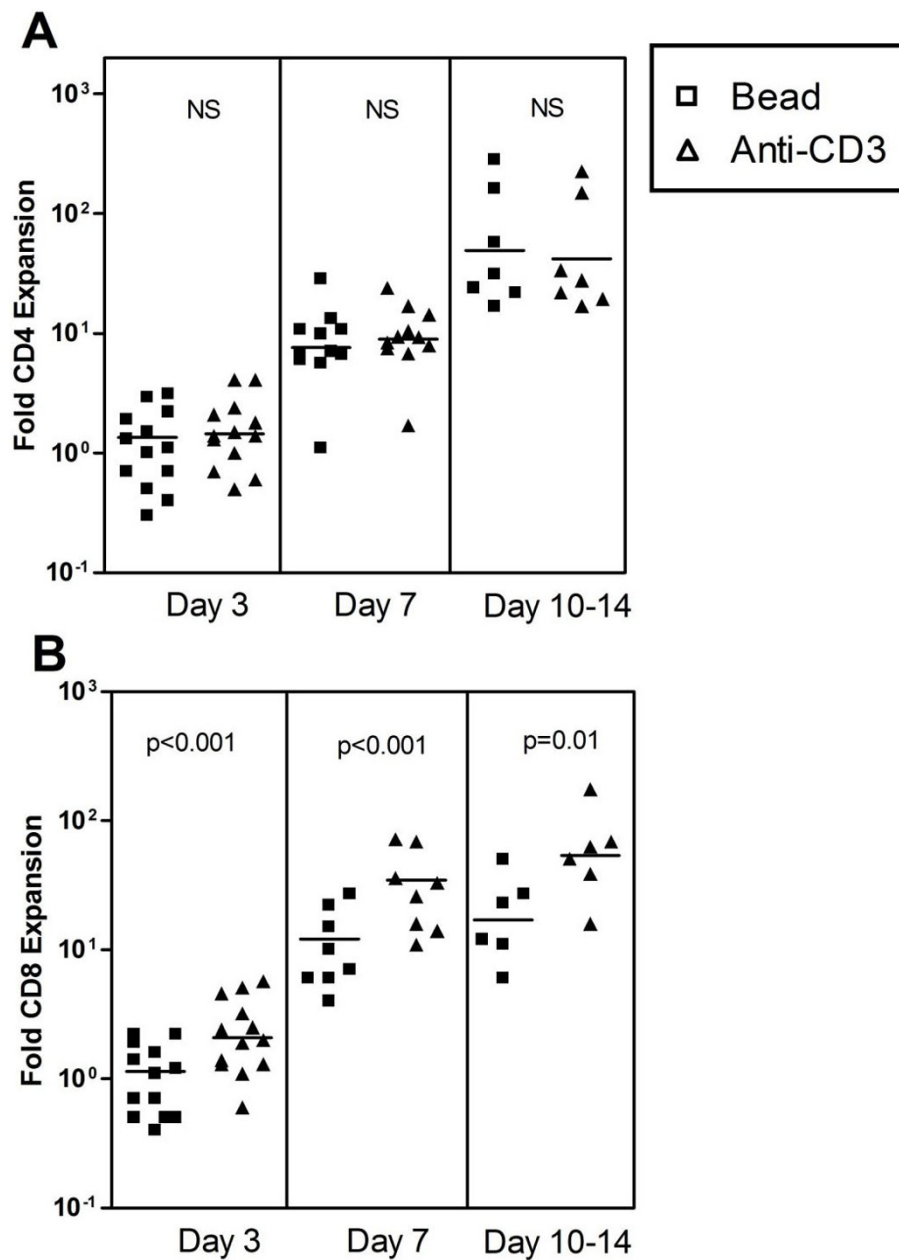 A
Bead
Anti-CD3
Fold CD4 Expansion
10³
10²
10¹
10⁰
10⁻¹
NS NS NS
Day 3 Day 7 Day 10-14
B
Fold CD8 Expansion
10³
10²
10¹
10⁰
10⁻¹
p<0.001 p<0.001 p=0.01
Day 3 Day 7 Day 10-14